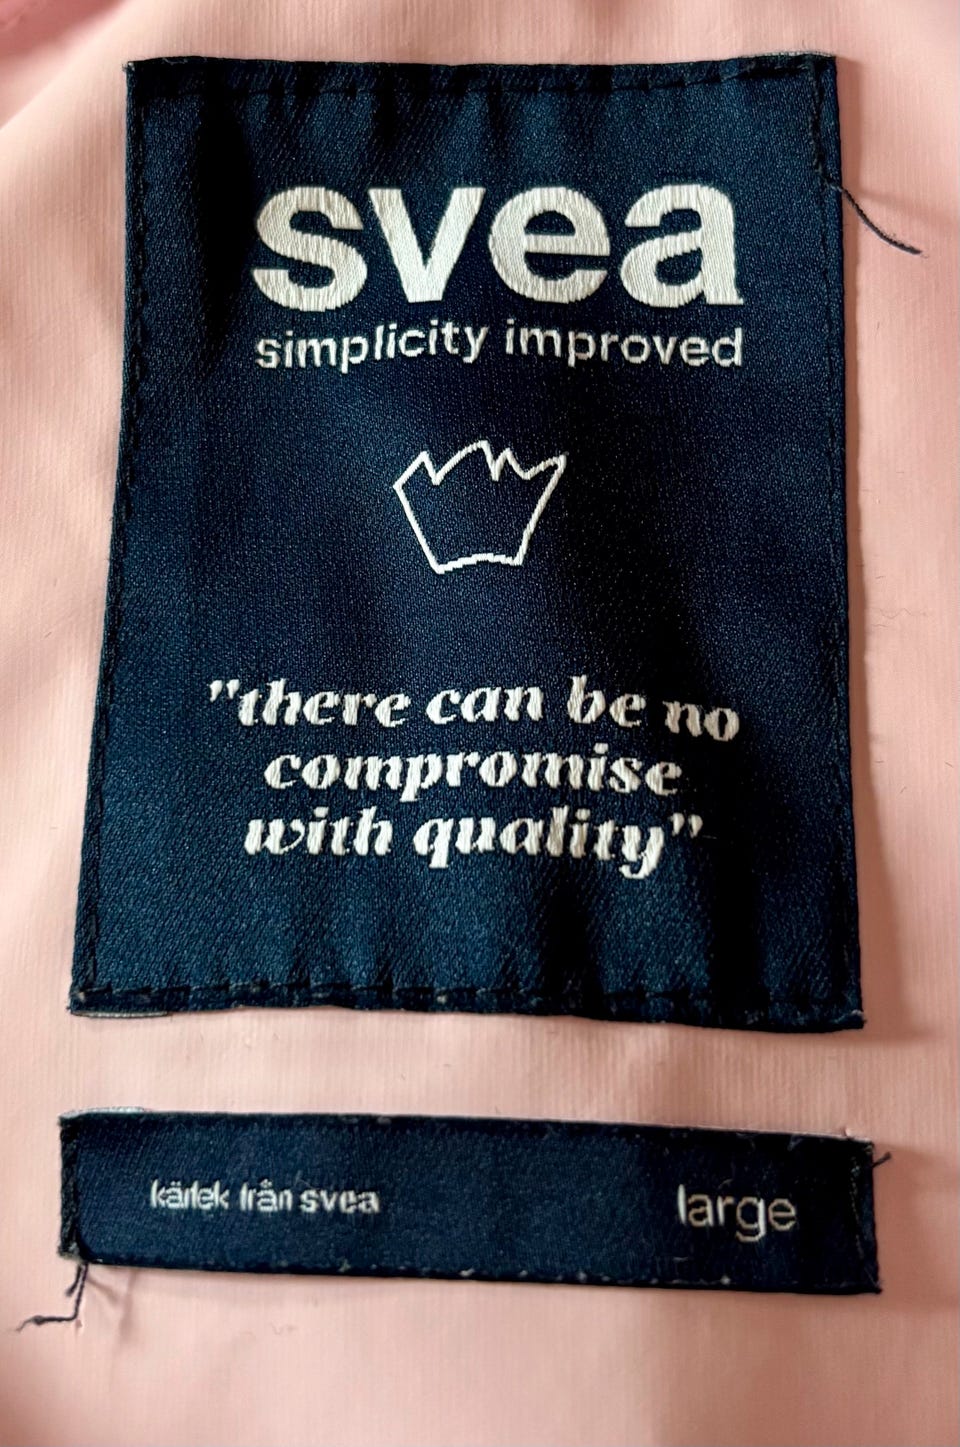 svea
simplicity improved
"there can be no
compromise
with quality"
kärlek från svea
large